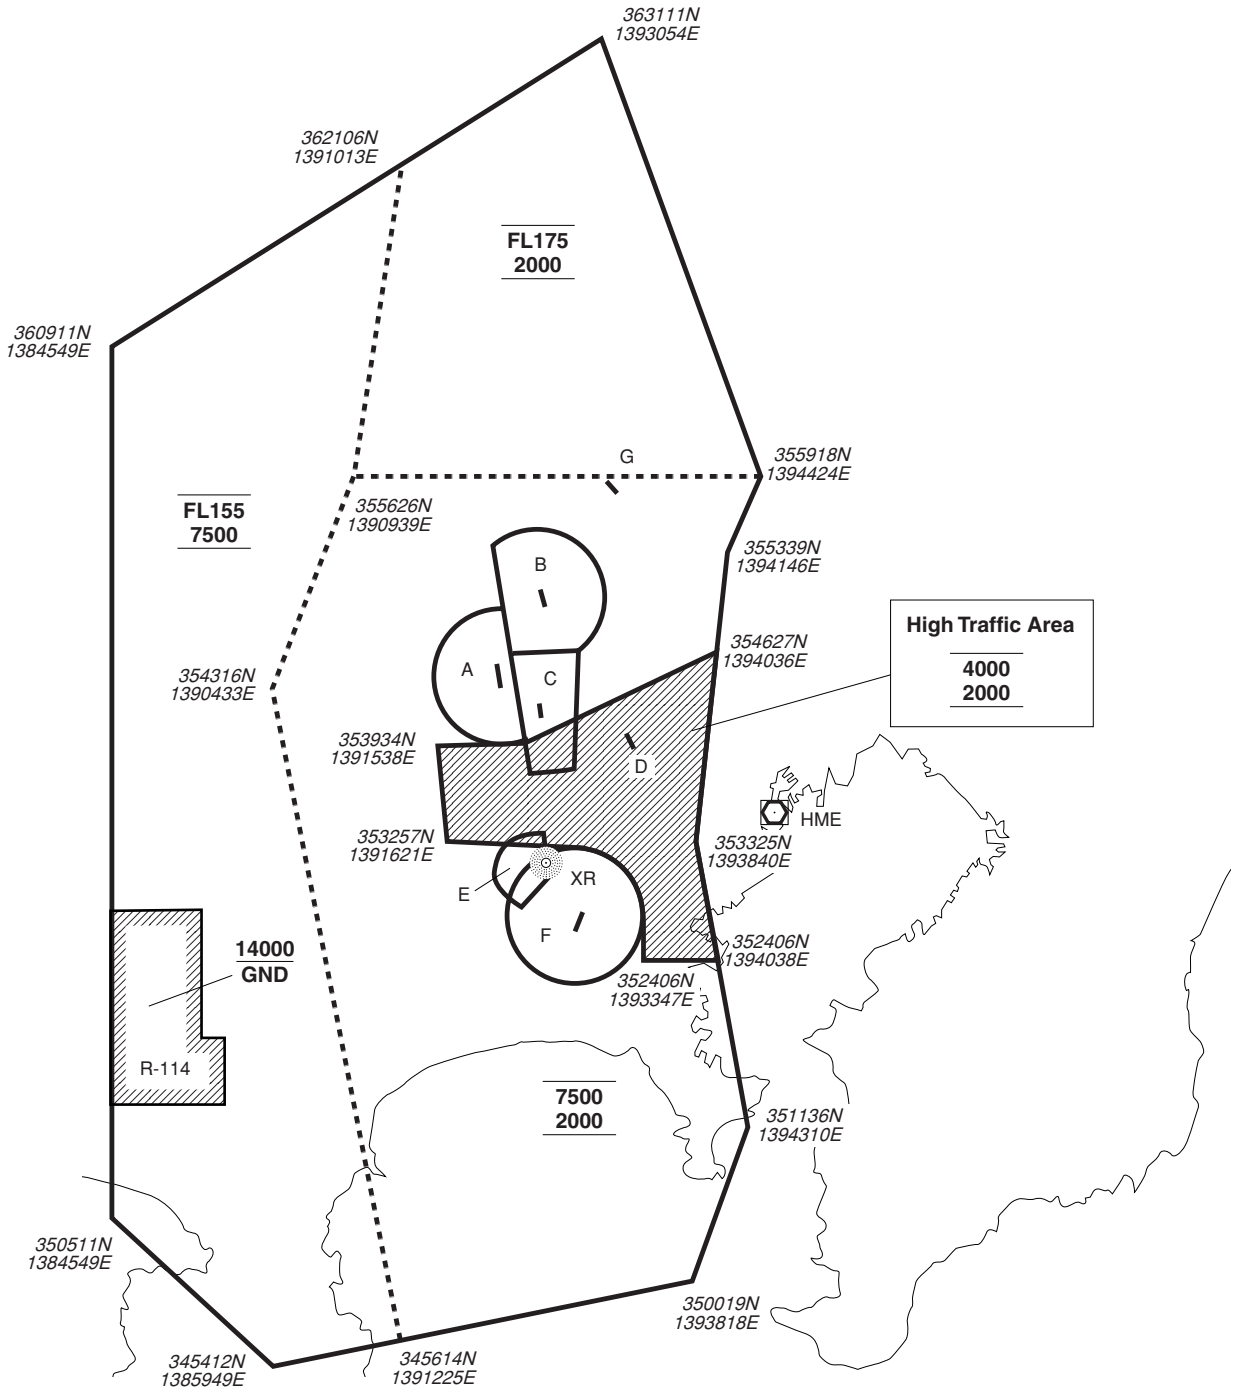 363111N
1393054E
362106N
1391013E
FL175
2000
360911N
1384549E
G
355918N
1394424E
FL155
7500
355626N
1390939E
355339N
1394146E
B
High Traffic Area
4000
2000
354627N
1394036E
A
C
354316N
1390433E
353934N
1391538E
D
HME
353257N
1391621E
353325N
1393840E
XR
E
F
352406N
1394038E
14000
GND
352406N
1393347E
R-114
7500
2000
351136N
1394310E
350511N
1384549E
350019N
1393818E
345412N
1385949E
345614N
1391225E